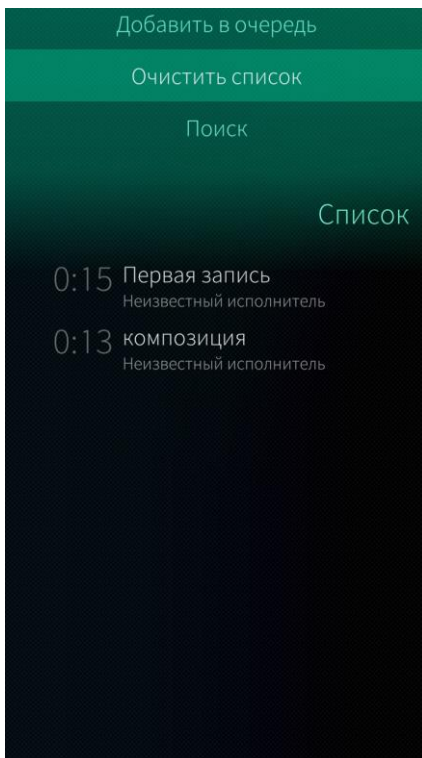 Добавить в очередь
Очистить список
Поиск
Список
0:15 Первая запись
Неизвестный исполнитель
0:13 композиция
Неизвестный исполнитель